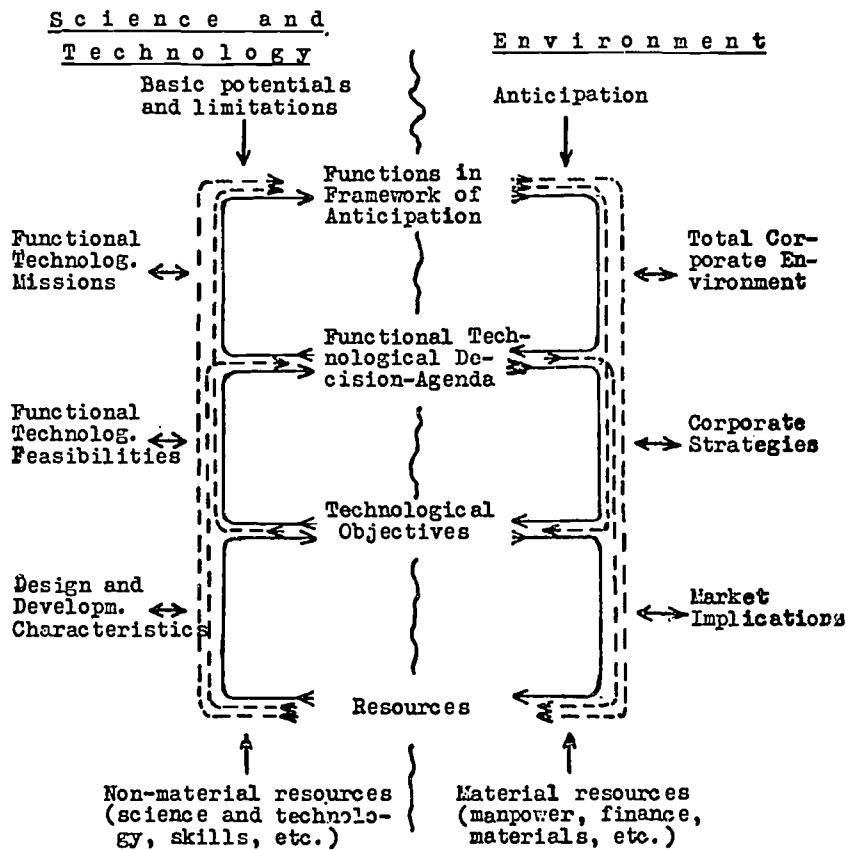 Science and
Technology
Environment
Basic potentials
and limitations
Anticipation
Functions in
Framework of
Anticipation
Functional
Technolog.
Missions
Total Cor-
porate En-
vironment
Functional Tech-
nological De-
cision-Agenda
Functional
Technolog.
Feasibilities
Corporate
Strategies
Technological
Objectives
Design and
Developm.
Characteristics
Market
Implications
Resources
Non-material resources
(science and technolo-
gy, skills, etc.)
Material resources
(manpower, finance,
materials, etc.)